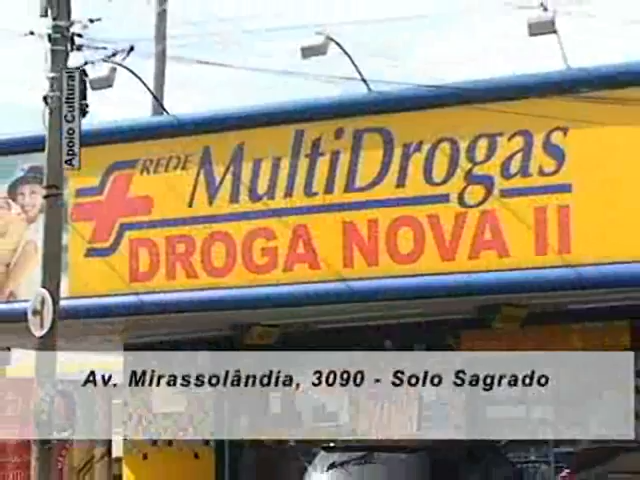 Apoio Cultural
REDE MultiDrogas
DROGA NOVA II
Av. Mirassolândia, 3090 - Solo Sagrado